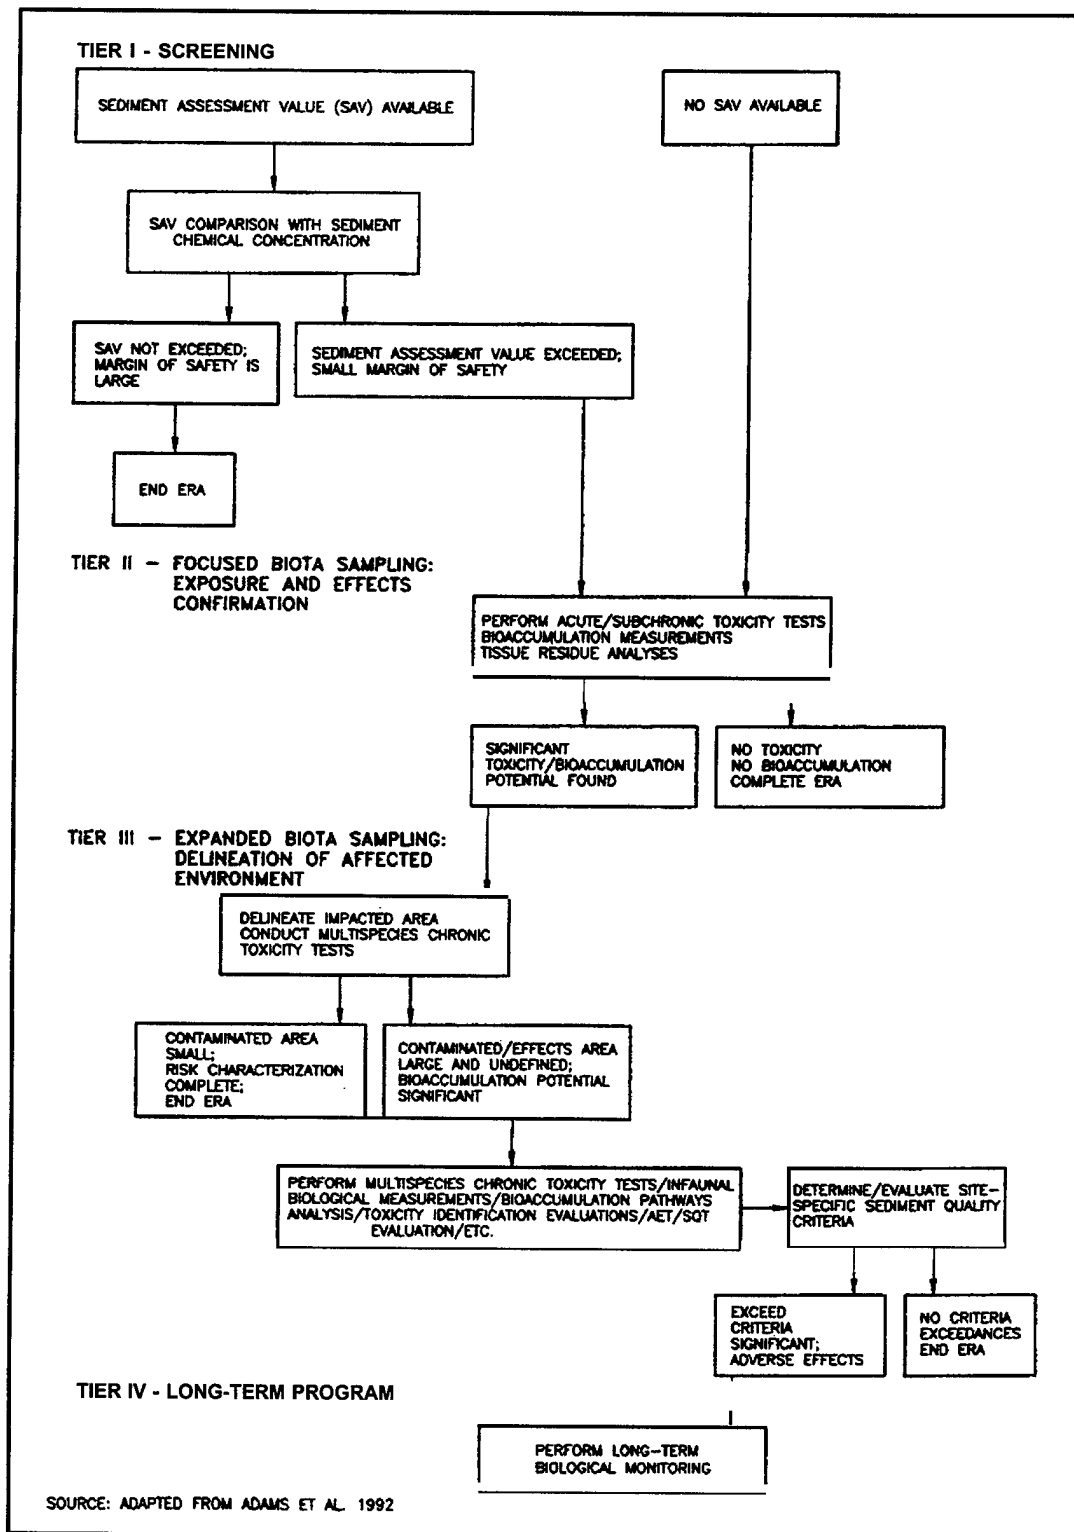 TIER I - SCREENING
SEDIMENT ASSESSMENT VALUE (SAV) AVAILABLE
NO SAV AVAILABLE
SAV COMPARISON WITH SEDIMENT
CHEMICAL CONCENTRATION
SAV NOT EXCEEDED;
MARGIN OF SAFETY IS
LARGE
SEDIMENT ASSESSMENT VALUE EXCEEDED;
SMALL MARGIN OF SAFETY
END ERA
TIER II – FOCUSED BIOTA SAMPLING:
EXPOSURE AND EFFECTS
CONFIRMATION
PERFORM ACUTE/SUBCHRONIC TOXICITY TESTS
BIOACCUMULATION MEASUREMENTS
TISSUE RESIDUE ANALYSES
SIGNIFICANT
TOXICITY/BIOACCUMULATION
POTENTIAL FOUND
NO TOXICITY
NO BIOACCUMULATION
COMPLETE ERA
TIER III – EXPANDED BIOTA SAMPLING:
DELINEATION OF AFFECTED
ENVIRONMENT
DELINEATE IMPACTED AREA
CONDUCT MULTISPECIES CHRONIC
TOXICITY TESTS
CONTAMINATED AREA
SMALL;
RISK CHARACTERIZATION
COMPLETE;
END ERA
CONTAMINATED/EFFECTS AREA
LARGE AND UNDEFINED;
BIOACCUMULATION POTENTIAL
SIGNIFICANT
PERFORM MULTISPECIES CHRONIC TOXICITY TESTS/INFAUNAL
BIOLOGICAL MEASUREMENTS/BIOACCUMULATION PATHWAYS
ANALYSIS/TOXICITY IDENTIFICATION EVALUATIONS/AET/SQT
EVALUATION/ETC.
DETERMINE/EVALUATE SITE–
SPECIFIC SEDIMENT QUALITY
CRITERIA
EXCEED
CRITERIA
SIGNIFICANT;
ADVERSE EFFECTS
NO CRITERIA
EXCEEDANCES
END ERA
TIER IV - LONG-TERM PROGRAM
PERFORM LONG–TERM
BIOLOGICAL MONITORING
SOURCE: ADAPTED FROM ADAMS ET AL. 1992